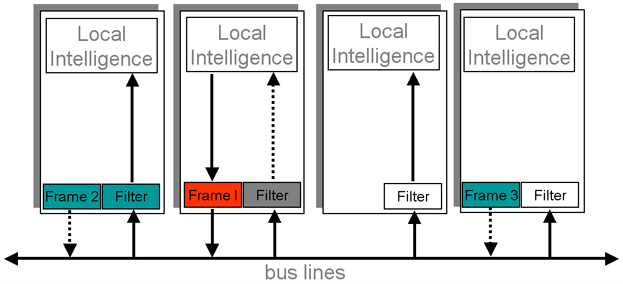 Local
Intelligence
Local
Intelligence
Local
Intelligence
Local
Intelligence
Frame 2
Filter
Frame I
Filter
Filter
Frame 3
Filter
bus lines